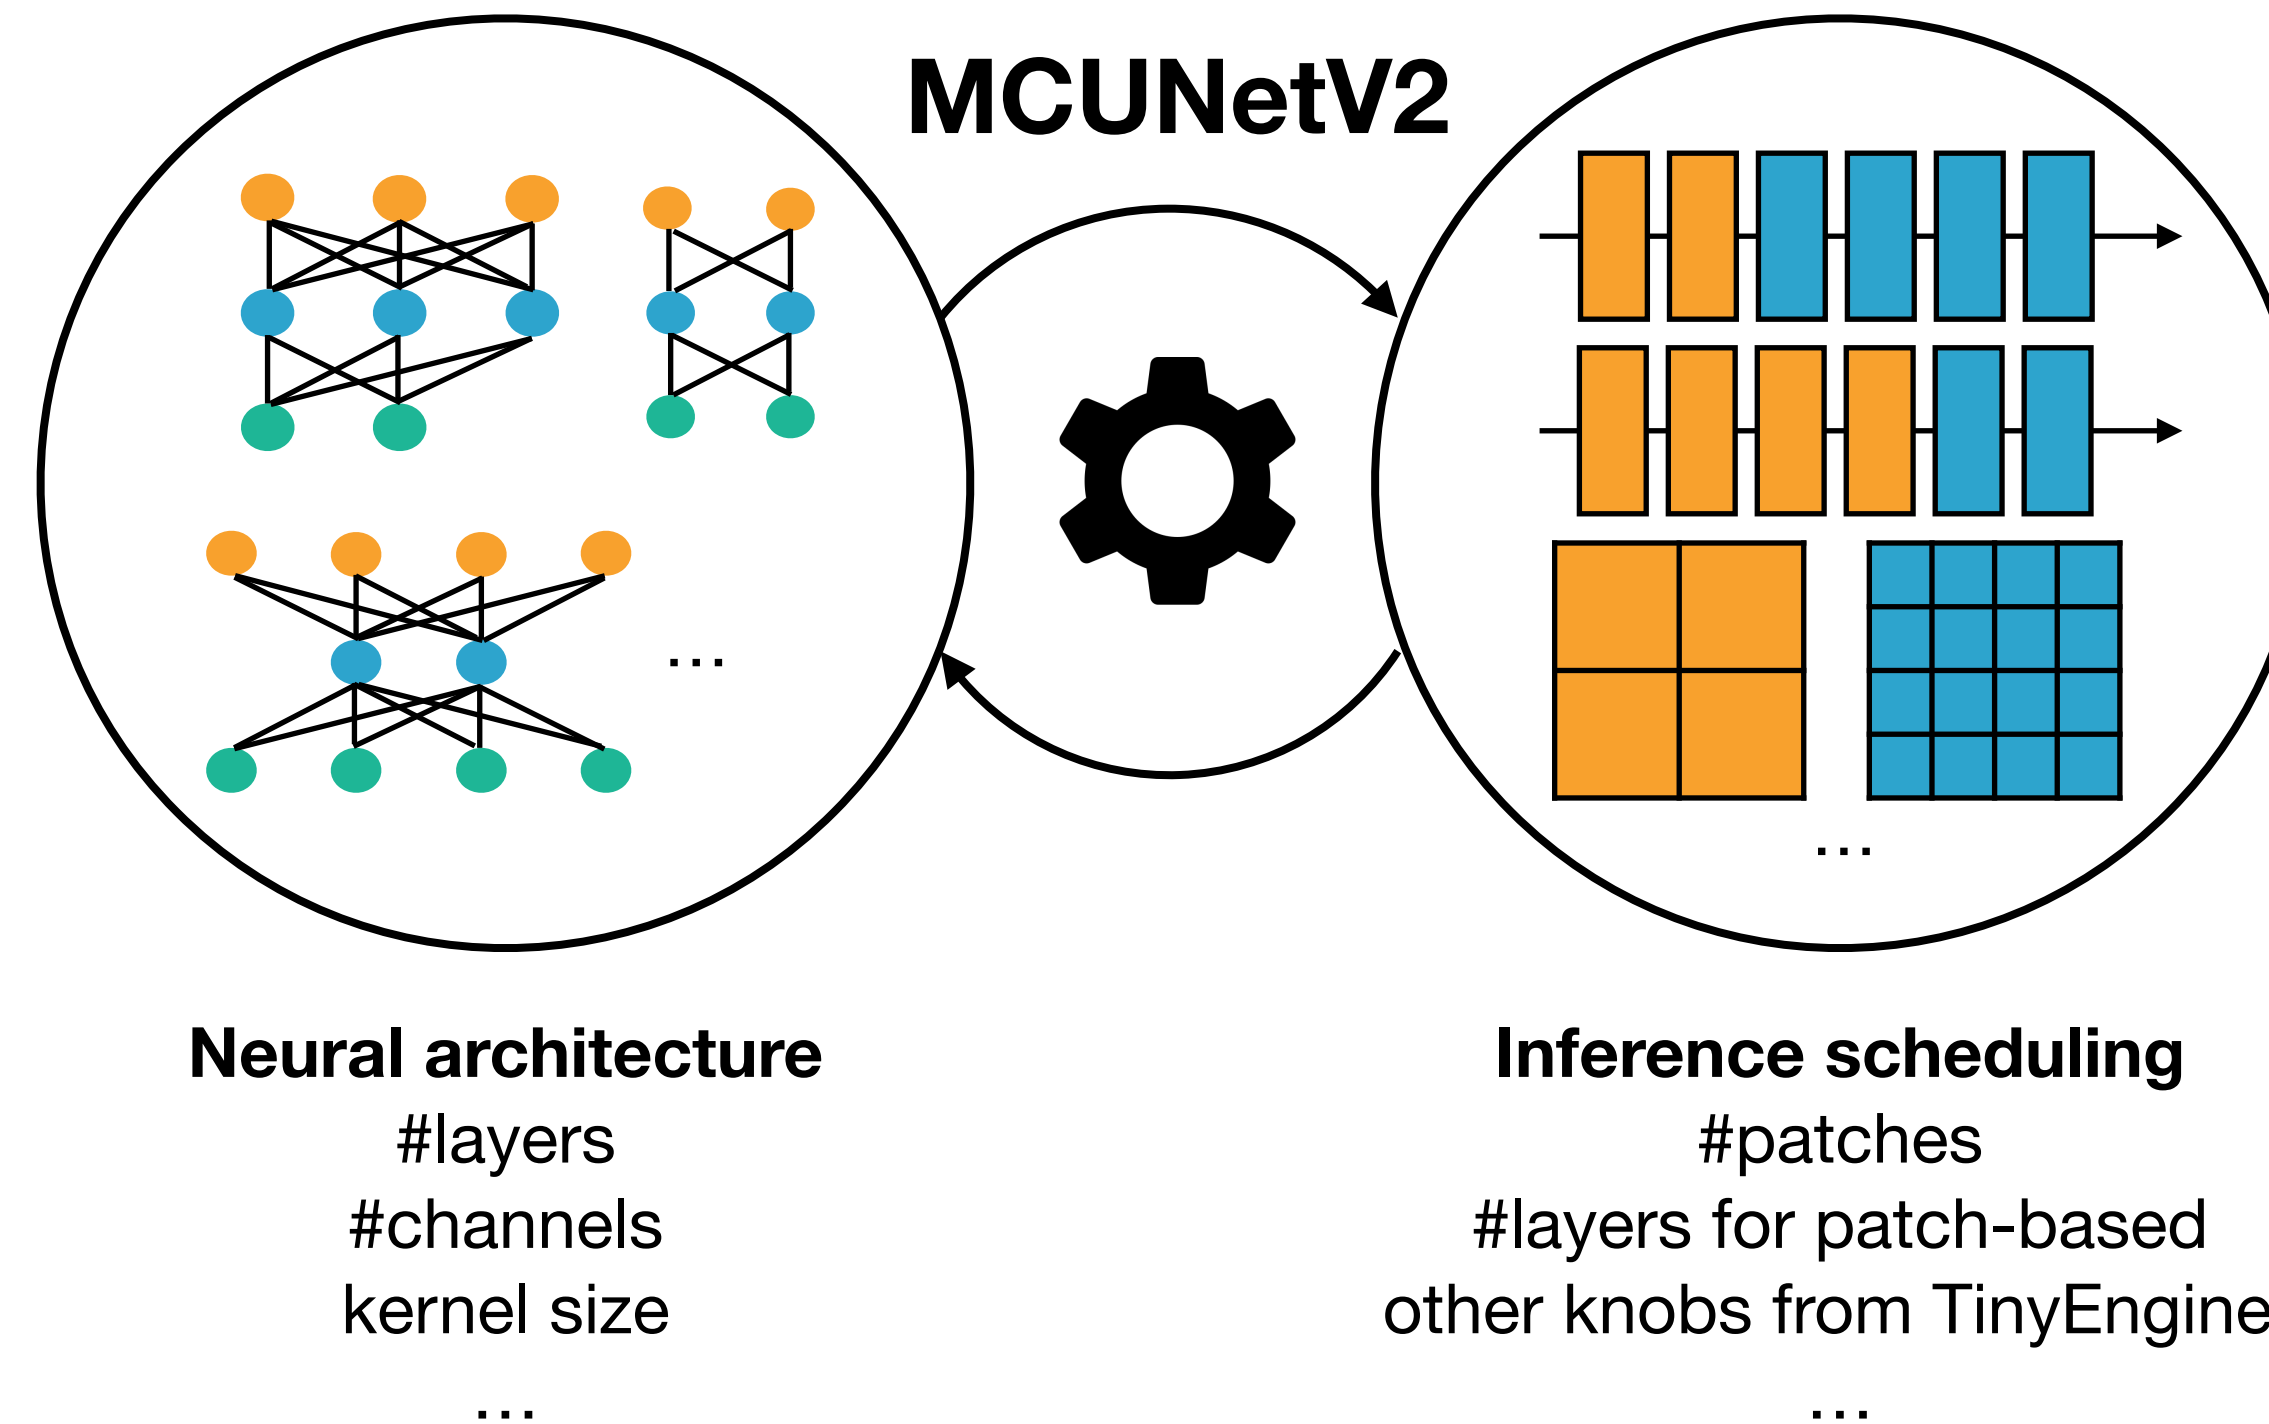 MCUNetV2
...
...
Neural architecture
#layers
#channels
kernel size
...
Inference scheduling
#patches
#layers for patch-based
other knobs from TinyEngine
...